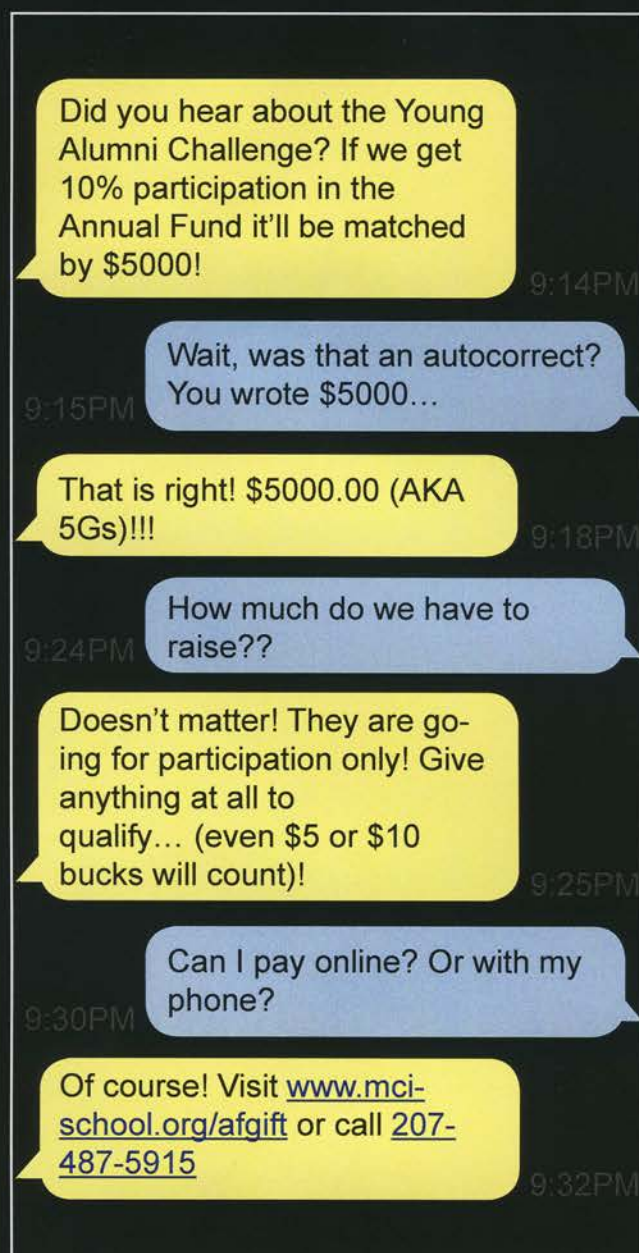 Did you hear about the Young
Alumni Challenge? If we get
10% participation in the
Annual Fund it'll be matched
by $5000!
9:14PM
Wait, was that an autocorrect?
You wrote $5000...
9:15PM
That is right! $5000.00 (AKA
5Gs)!!!
9:18PM
How much do we have to
raise??
9:24PM
Doesn't matter! They are go-
ing for participation only! Give
anything at all to
qualify... (even $5 or $10
bucks will count)!
9:25PM
Can I pay online? Or with my
phone?
9:30PM
Of course! Visit www.mci-
school.org/afgift or call 207-
487-5915
9:32PM